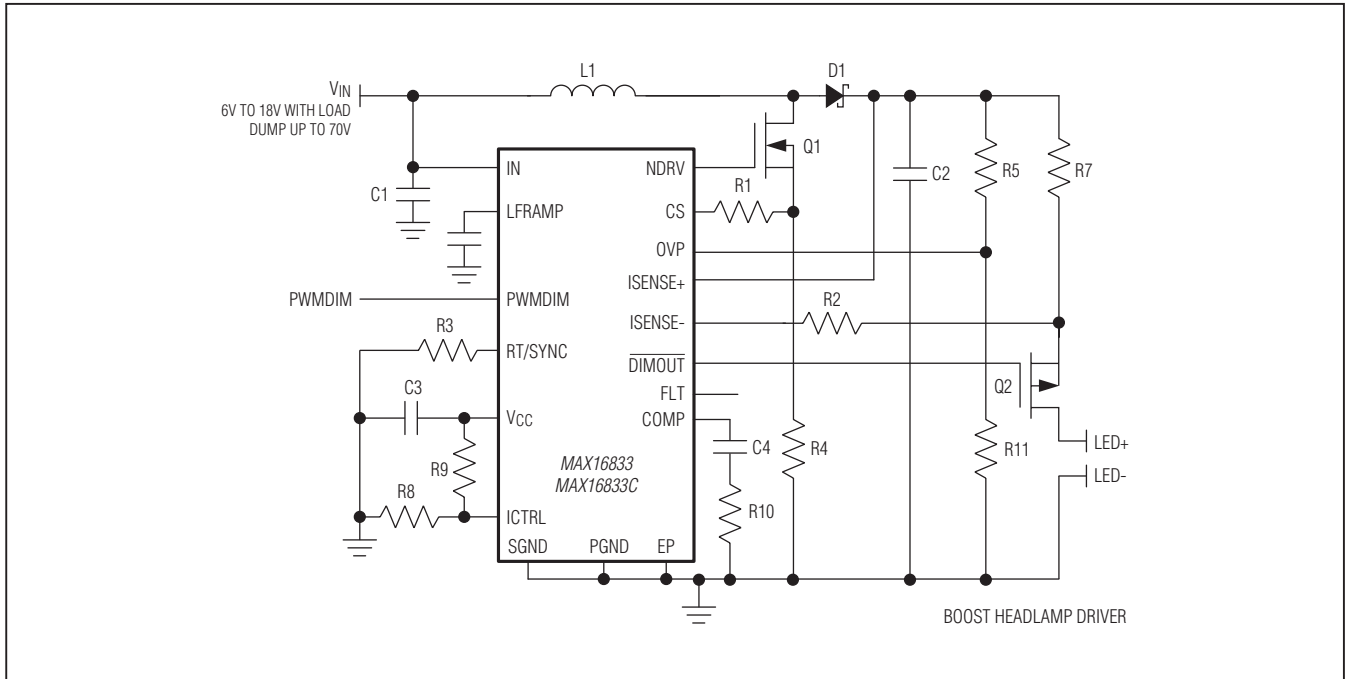 L1
D1
VIN
6V TO 18V WITH LOAD
DUMP UP TO 70V
Q1
IN
NDRV
C1
R1
C2
R5
R7
LFRAMP
CS
OVP
ISENSE+
PWMDIM
PWMDIM
R2
ISENSE-
R3
RT/SYNC
DIMOUT
Q2
C3
FLT
VCC
COMP
LED+
C4
R4
R11
R9
MAX16833
MAX16833C
LED-
R8
R10
ICTRL
SGND
PGND
EP
BOOST HEADLAMP DRIVER